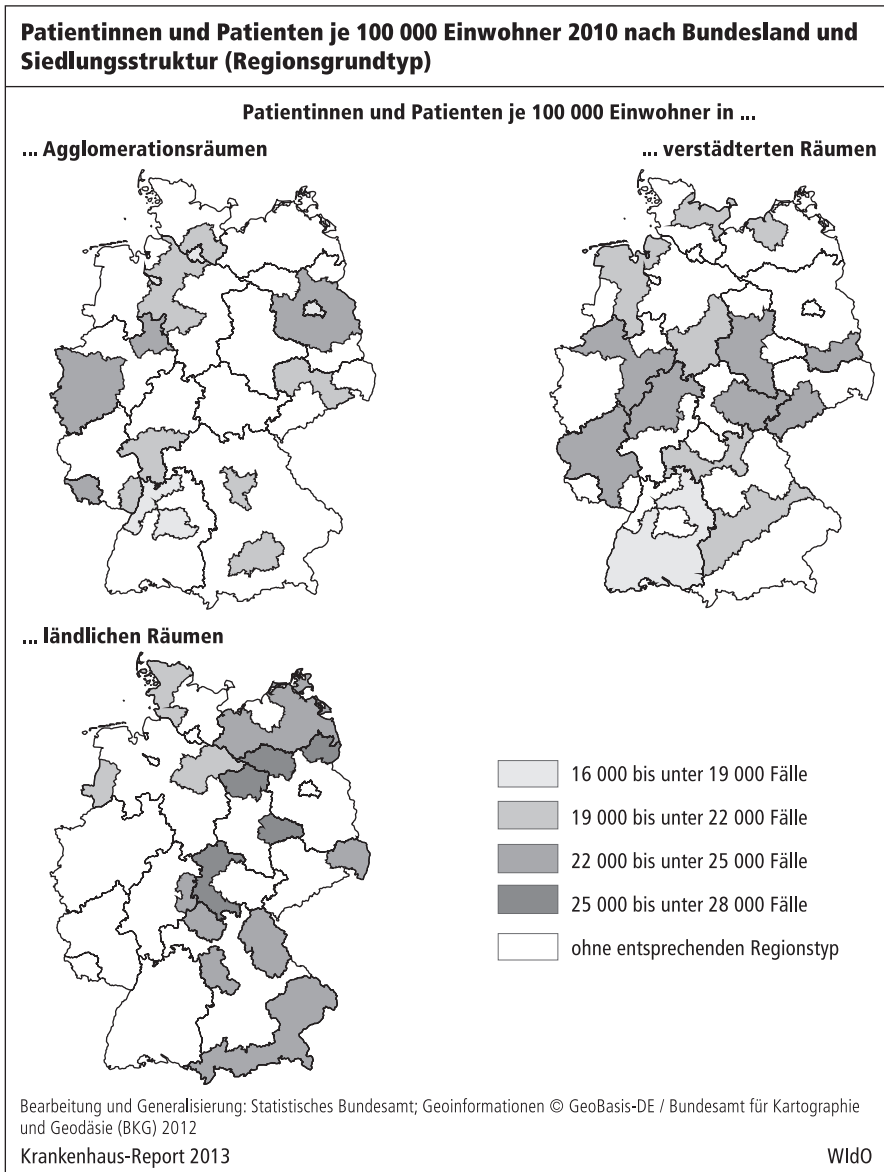 Patientinnen und Patienten je 100 000 Einwohner 2010 nach Bundesland und
Siedlungsstruktur (Regionsgrundtyp)
Patientinnen und Patienten je 100 000 Einwohner in ...
... Agglomerationsräumen
... verstädterten Räumen
... ländlichen Räumen
16 000 bis unter 19 000 Fälle
19 000 bis unter 22 000 Fälle
22 000 bis unter 25 000 Fälle
25 000 bis unter 28 000 Fälle
ohne entsprechenden Regionstyp
Bearbeitung und Generalisierung: Statistisches Bundesamt; Geoinformationen © GeoBasis-DE / Bundesamt für Kartographie
und Geodäsie (BKG) 2012
Krankenhaus-Report 2013
WIdO